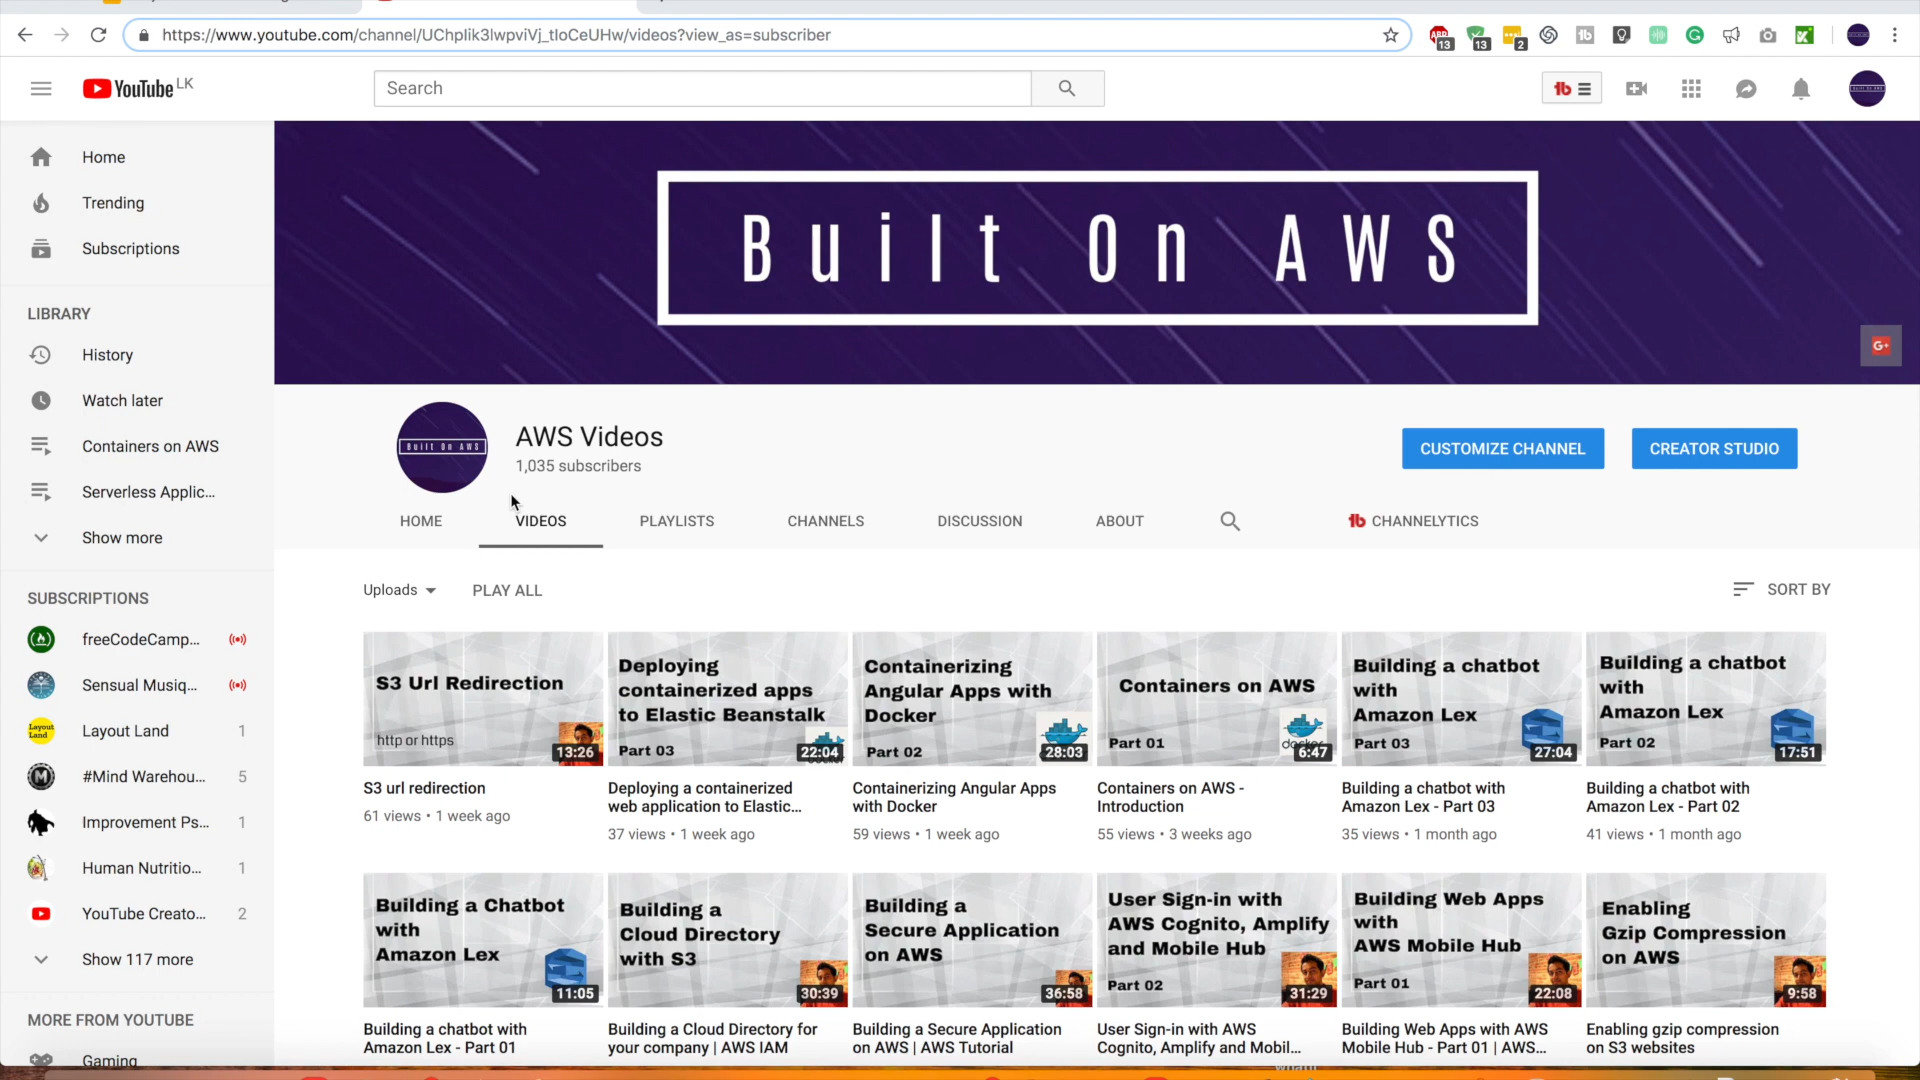 https://www.youtube.com/channel/UChplik3lwpviVj_tIoCeUHw/videos?view_as=subscriber
13
13
2
YouTube LK
Search
Home
Trending
Subscriptions
LIBRARY
History
Watch later
Containers on AWS
Serverless Applic...
Show more
SUBSCRIPTIONS
freeCodeCamp...
Sensual Musiq...
Layout Land
Layout Land 1
#Mind Warehou... 5
Improvement Ps... 1
Human Nutritio... 1
YouTube Creato... 2
Show 117 more
MORE FROM YOUTUBE
Gaming
Built On AWS
G+
Built On AWS
AWS Videos
1,035 subscribers
CUSTOMIZE CHANNEL
CREATOR STUDIO
HOME
VIDEOS
PLAYLISTS
CHANNELS
DISCUSSION
ABOUT
CHANNELYTICS
Uploads
PLAY ALL
SORT BY
S3 Url Redirection
http or https
13:26
S3 url redirection
61 views • 1 week ago
Deploying
containerized apps
to Elastic Beanstalk
Part 03
22:04
Deploying a containerized
web application to Elastic...
37 views • 1 week ago
Containerizing
Angular Apps with
Docker
Part 02
28:03
Containerizing Angular Apps
with Docker
59 views • 1 week ago
Containers on AWS
Part 01
6:47
Containers on AWS -
Introduction
55 views • 3 weeks ago
Building a chatbot
with
Amazon Lex
Part 03
27:04
Building a chatbot with
Amazon Lex - Part 03
35 views • 1 month ago
Building a chatbot
with
Amazon Lex
Part 02
17:51
Building a chatbot with
Amazon Lex - Part 02
41 views • 1 month ago
Building a Chatbot
with
Amazon Lex
11:05
Building a chatbot with
Amazon Lex - Part 01
Building a
Cloud Directory
with S3
30:39
Building a Cloud Directory for
your company | AWS IAM
Building a
Secure Application
on AWS
36:58
Building a Secure Application
on AWS | AWS Tutorial
User Sign-in with
AWS Cognito, Amplify
and Mobile Hub
Part 02
31:29
User Sign-in with AWS
Cognito, Amplify and Mobil...
Building Web Apps
with
AWS Mobile Hub
Part 01
22:08
Building Web Apps with AWS
Mobile Hub - Part 01 | AWS...
Enabling
Gzip Compression
on AWS
9:58
Enabling gzip compression
on S3 websites